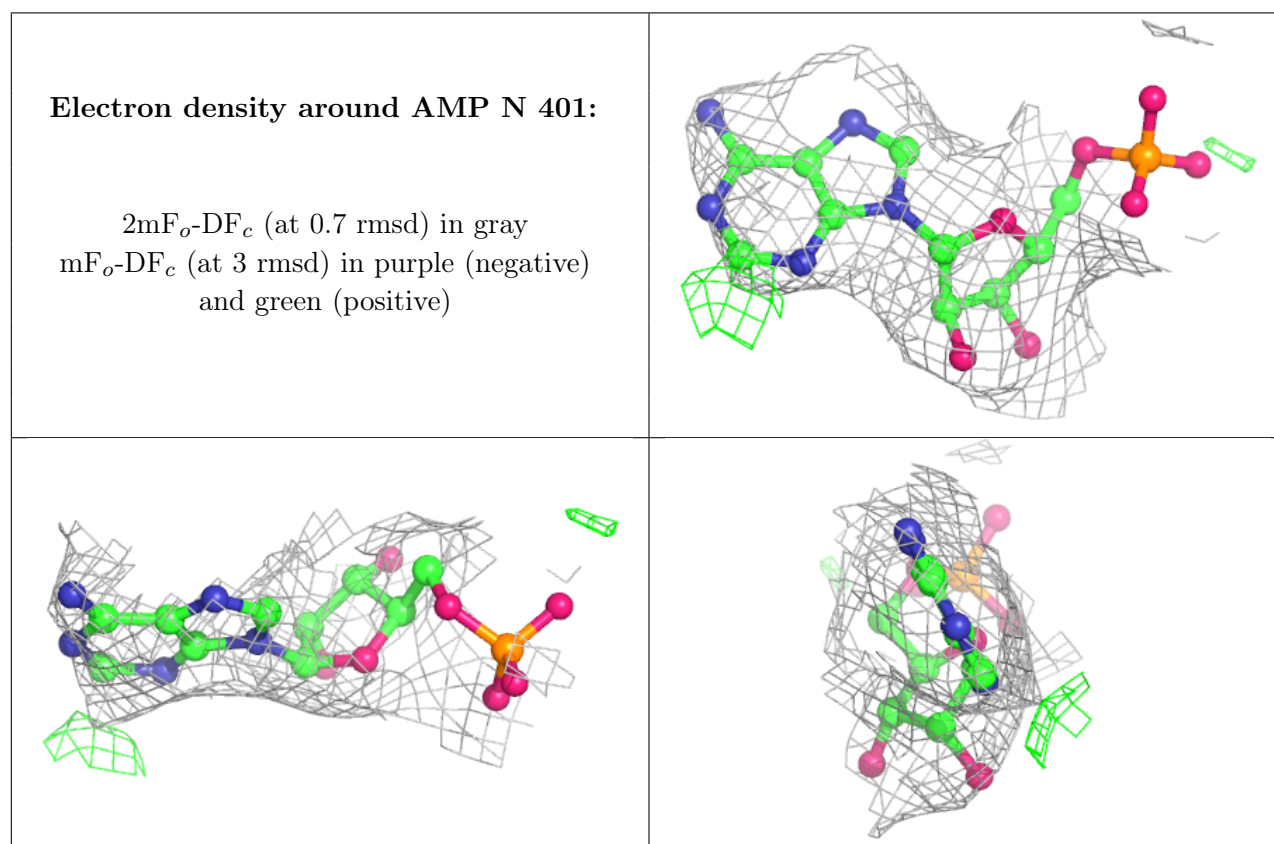 Electron density around AMP N 401:
2mFo-DFc (at 0.7 rmsd) in gray
mFo-DFc (at 3 rmsd) in purple (negative)
and green (positive)